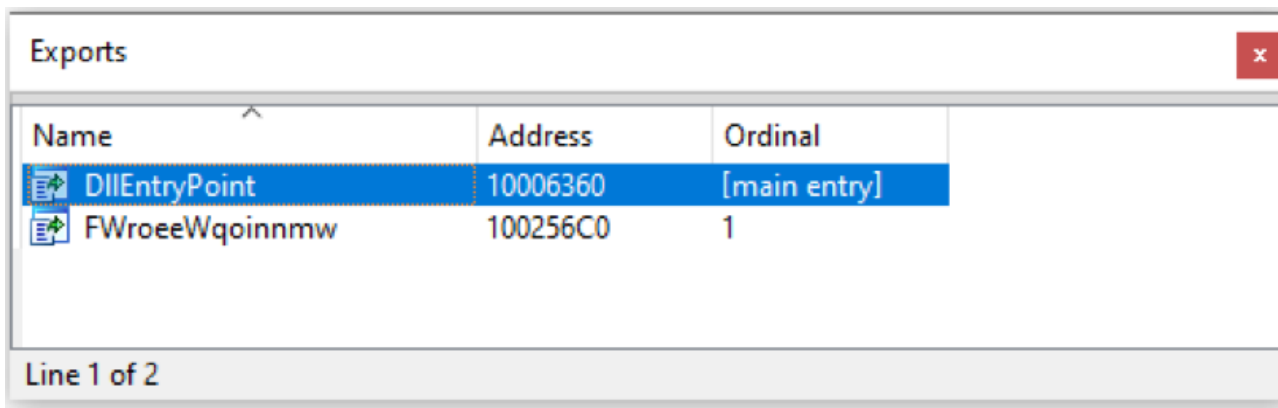 Exports
x
Name Address Ordinal
DllEntryPoint 10006360 [main entry]
FWroeeWqoinnmw 100256C0 1
Line 1 of 2